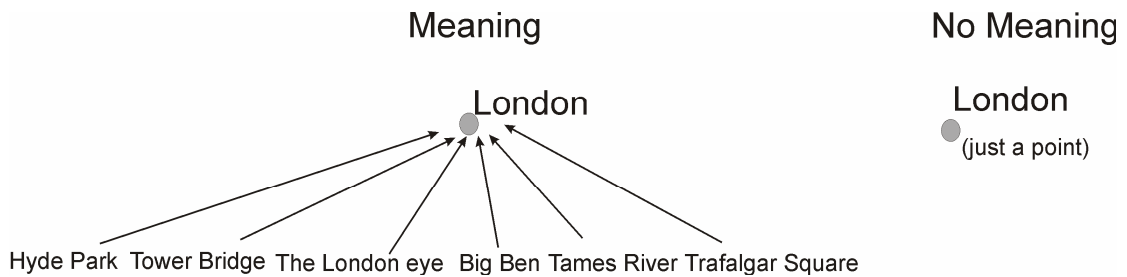 Meaning
No Meaning
London
London
(just a point)
Hyde Park Tower Bridge The London eye Big Ben Tames River Trafalgar Square